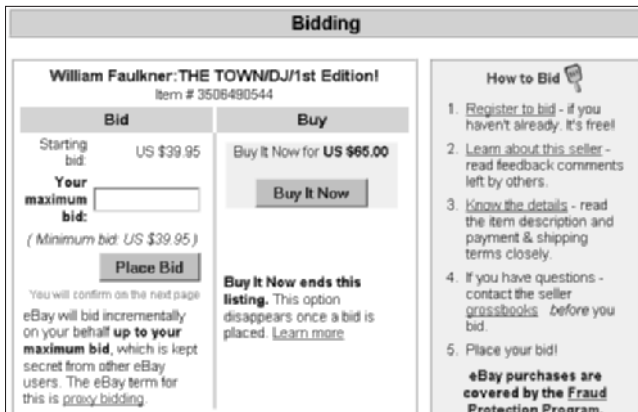 Bidding
William Faulkner:THE TOWN/DJ/1st Edition!
Item # 3506490544
Bid
Starting bid:
US $39.95
Your maximum bid:
( Minimum bid: US $39.95 )
Place Bid
You will confirm on the next page
eBay will bid incrementally
on your behalf up to your
maximum bid, which is kept
secret from other eBay
users. The eBay term for
this is proxy bidding.
Buy
Buy It Now for US $65.00
Buy It Now
Buy It Now ends this
listing. This option
disappears once a bid is
placed. Learn more
How to Bid
1. Register to bid - if you
haven't already. It's free!
2. Learn about this seller -
read feedback comments
left by others.
3. Know the details - read
the item description and
payment & shipping
terms closely.
4. If you have questions -
contact the seller
grossbooks before you
bid.
5. Place your bid!
eBay purchases are
covered by the Fraud
Protection Program.